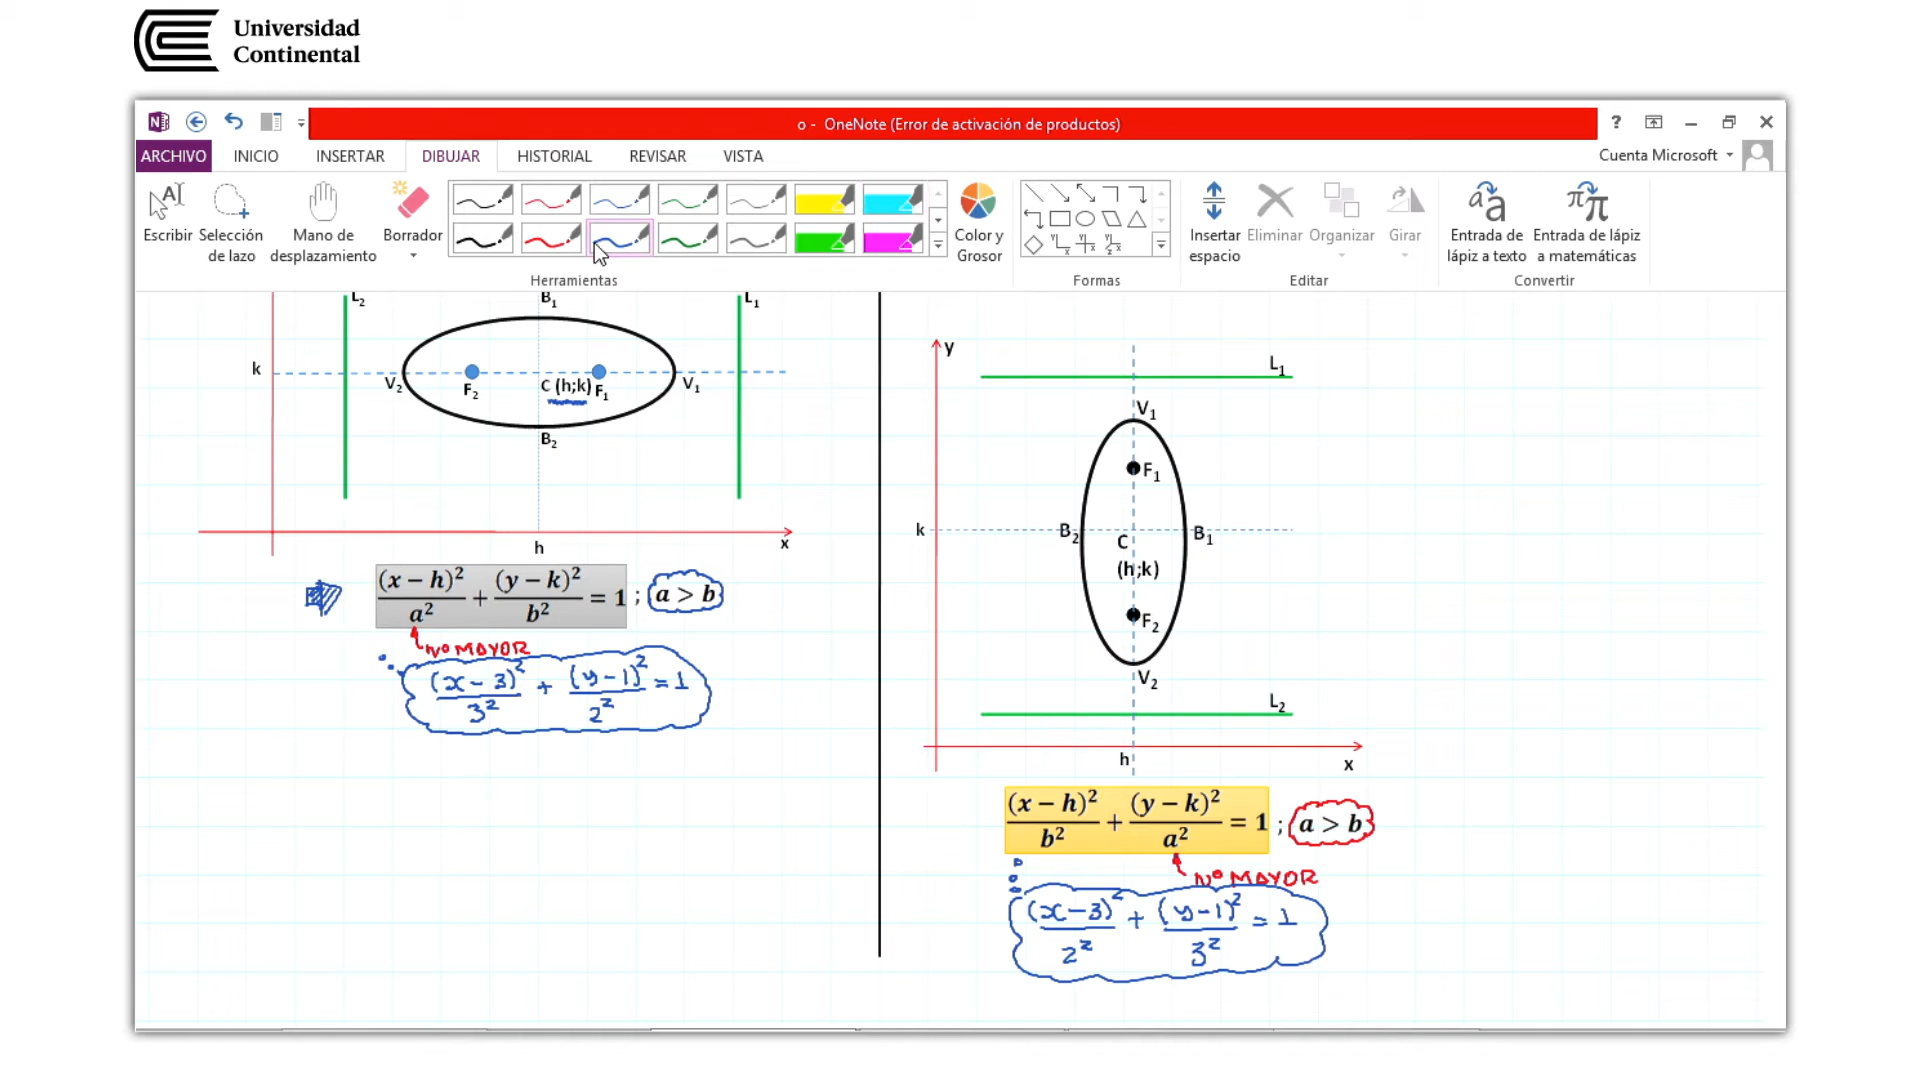 Universidad
Continental
o - OneNote (Error de activación de productos)
ARCHIVO INICIO INSERTAR DIBUJAR HISTORIAL REVISAR VISTA
Cuenta Microsoft
Escribir
Selección de lazo
Mano de desplazamiento
Borrador
Herramientas
Color y Grosor
Formas
Insertar espacio
Eliminar
Organizar
Girar
Editar
Entrada de lápiz a texto
Entrada de lápiz a matemáticas
Convertir
L₂ B₁ L₁
k
V₂ F₂ C (h;k) F₁ V₁
B₂
h x
(x − h)²/a² + (y − k)²/b² = 1 ; a > b
Nº MAYOR
(x − 3)²/3² + (y − 1)²/2² = 1
y
L₁
V₁
F₁
k B₂ B₁
C
(h;k)
F₂
V₂
L₂
h x
(x − h)²/b² + (y − k)²/a² = 1 ; a > b
Nº MAYOR
(x − 3)²/2² + (y − 1)²/3² = 1